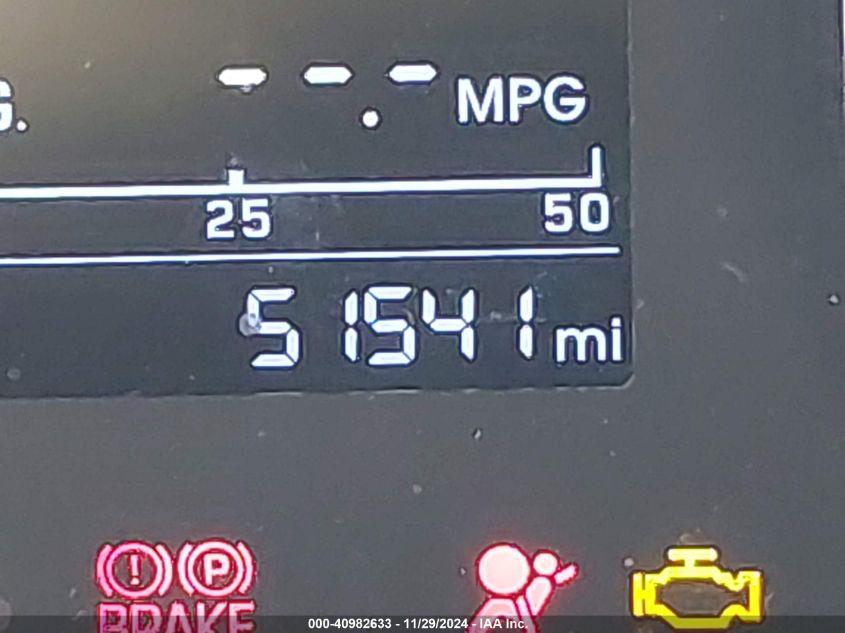 G.
--.- MPG
25 50
51541 mi
! P
BRAKE
000-40982633 - 11/29/2024 - IAA Inc.